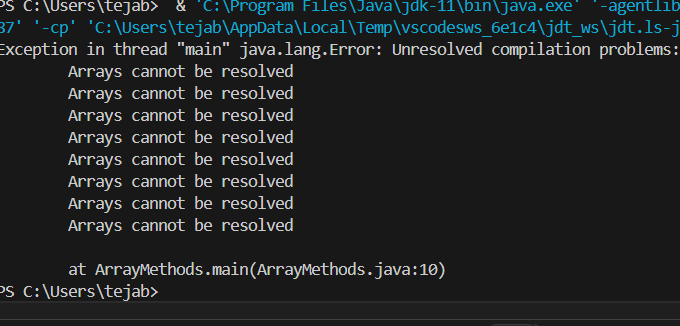 PS C:\Users\tejab>  & 'C:\Program Files\Java\jdk-11\bin\java.exe' '-agentlib
87' '-cp' 'C:\Users\tejab\AppData\Local\Temp\vscodesws_6e1c4\jdt_ws\jdt.ls-j
Exception in thread "main" java.lang.Error: Unresolved compilation problems:
Arrays cannot be resolved
Arrays cannot be resolved
Arrays cannot be resolved
Arrays cannot be resolved
Arrays cannot be resolved
Arrays cannot be resolved
Arrays cannot be resolved
Arrays cannot be resolved
at ArrayMethods.main(ArrayMethods.java:10)
PS C:\Users\tejab>